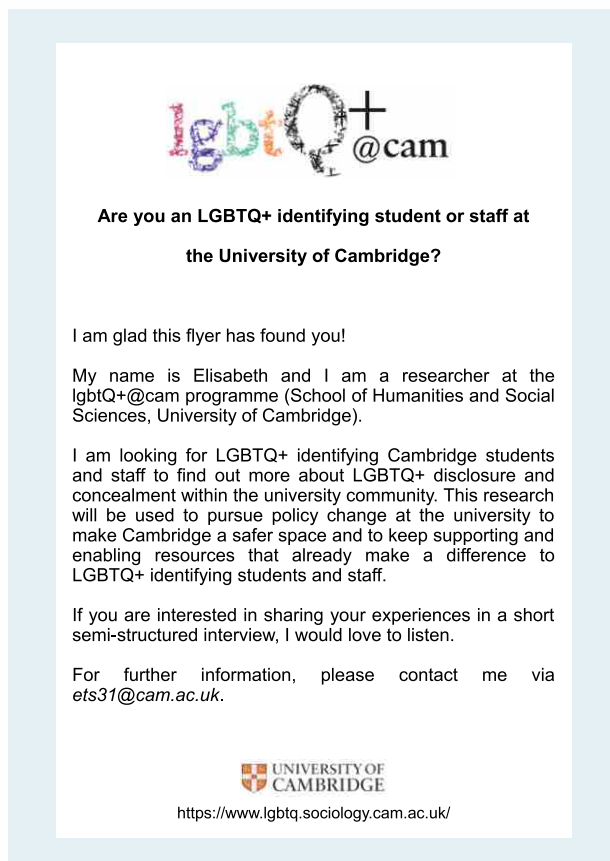 lgbtQ+
@cam
Are you an LGBTQ+ identifying student or staff at
the University of Cambridge?
I am glad this flyer has found you!
My name is Elisabeth and I am a researcher at the
lgbtQ+@cam programme (School of Humanities and Social
Sciences, University of Cambridge).
I am looking for LGBTQ+ identifying Cambridge students
and staff to find out more about LGBTQ+ disclosure and
concealment within the university community. This research
will be used to pursue policy change at the university to
make Cambridge a safer space and to keep supporting and
enabling resources that already make a difference to
LGBTQ+ identifying students and staff.
If you are interested in sharing your experiences in a short
semi-structured interview, I would love to listen.
For further information, please contact me via
ets31@cam.ac.uk.
UNIVERSITY OF
CAMBRIDGE
https://www.lgbtq.sociology.cam.ac.uk/